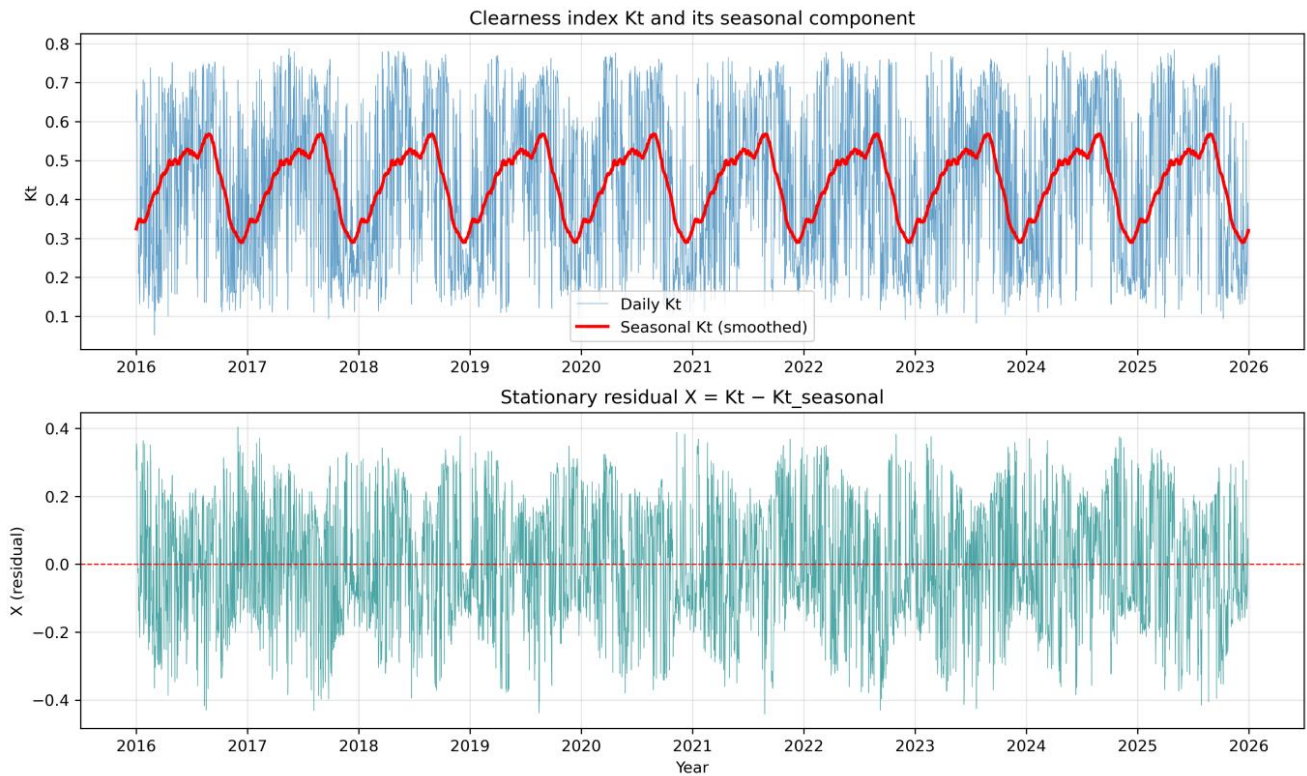 Clearness index Kt and its seasonal component
Kt
0.8
0.7
0.6
0.5
0.4
0.3
0.2
0.1
Daily Kt
Seasonal Kt (smoothed)
2016 2017 2018 2019 2020 2021 2022 2023 2024 2025 2026
Stationary residual X = Kt − Kt_seasonal
X (residual)
0.4
0.2
0.0
−0.2
−0.4
2016 2017 2018 2019 2020 2021 2022 2023 2024 2025 2026
Year